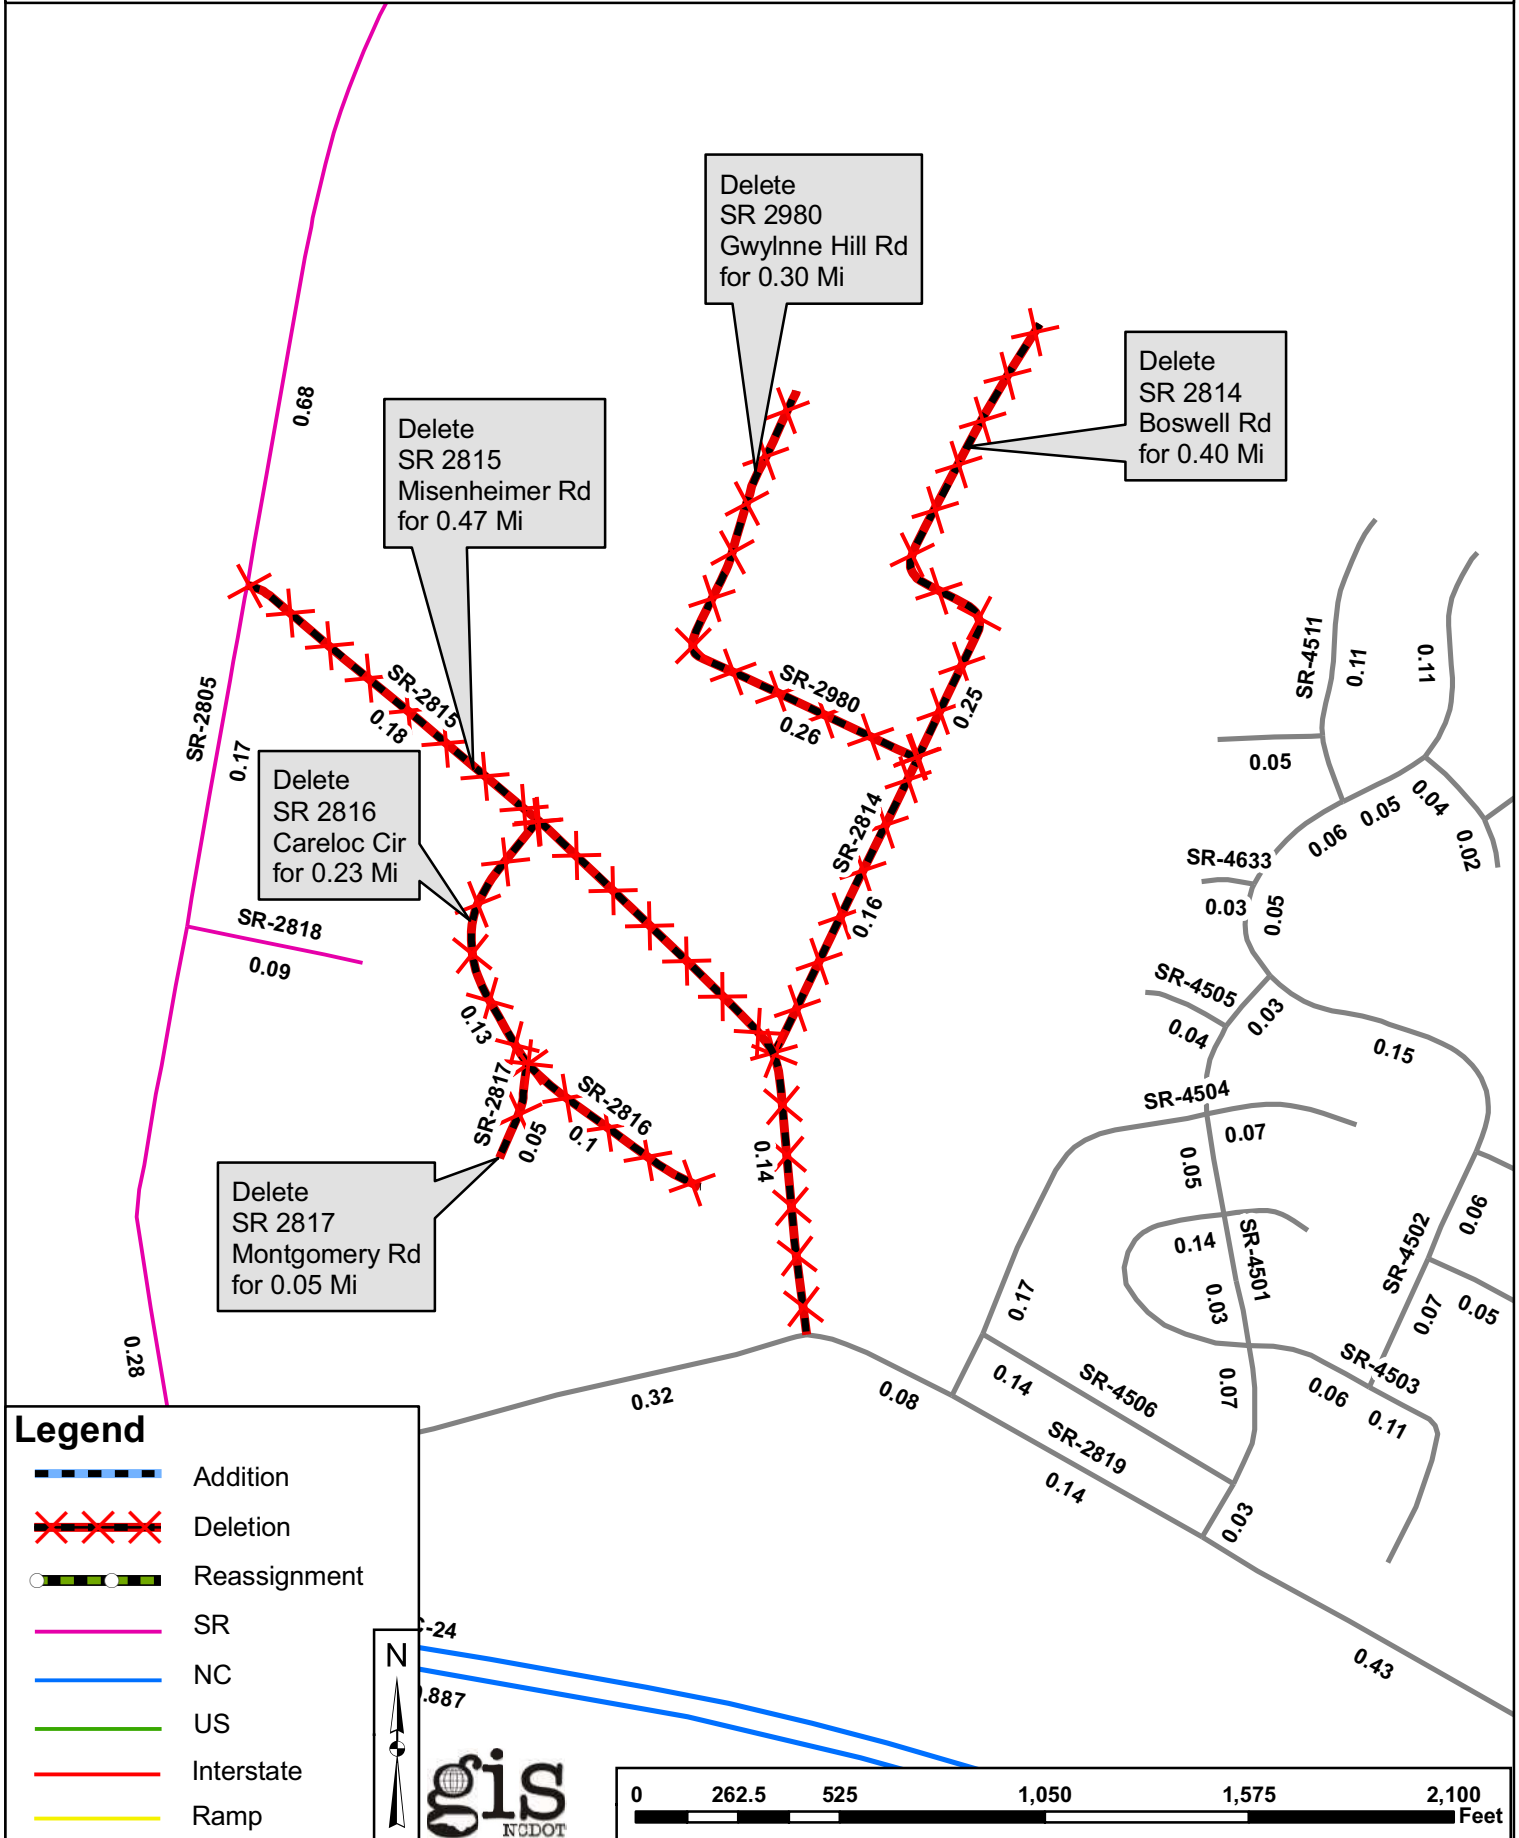 Delete
SR 2980
Gwylnne Hill Rd
for 0.30 Mi
Delete
SR 2814
Boswell Rd
for 0.40 Mi
Delete
SR 2815
Misenheimer Rd
for 0.47 Mi
0.68
SR-2805
0.17
SR-2815
0.18
SR-2980
0.26
0.25
SR-4511
0.11
0.11
0.05
Delete
SR 2816
Careloc Cir
for 0.23 Mi
SR-2814
0.16
0.06
0.05
0.04
0.02
SR-4633
0.03
0.05
SR-2818
0.09
0.13
SR-4505
0.04
0.03
0.15
SR-2817
0.05
SR-2816
0.1
0.14
SR-4504
0.07
0.05
Delete
SR 2817
Montgomery Rd
for 0.05 Mi
0.14
SR-4501
0.03
SR-4502
0.06
0.07
0.05
0.17
0.28
0.32
0.08
0.14
SR-4506
0.07
SR-4503
0.06
0.11
SR-2819
0.14
0.03
0.43
Legend
Addition
Deletion
Reassignment
SR
NC
US
Interstate
Ramp
-24
.887
N
gis
NCDOT
0 262.5 525 1,050 1,575 2,100
Feet